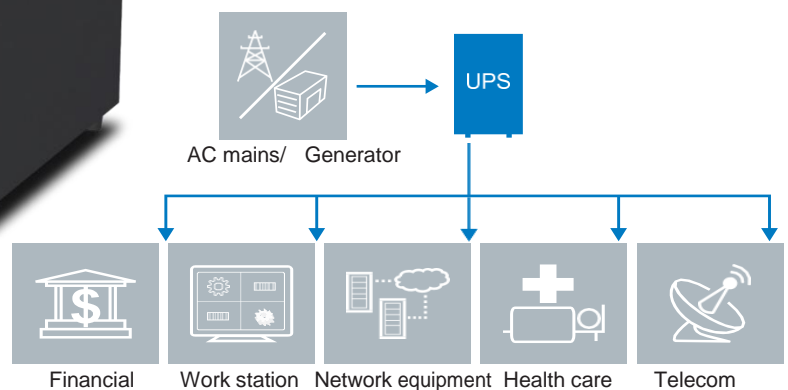 UPS
AC mains/ Generator
$
Financial Work station Network equipment Health care Telecom